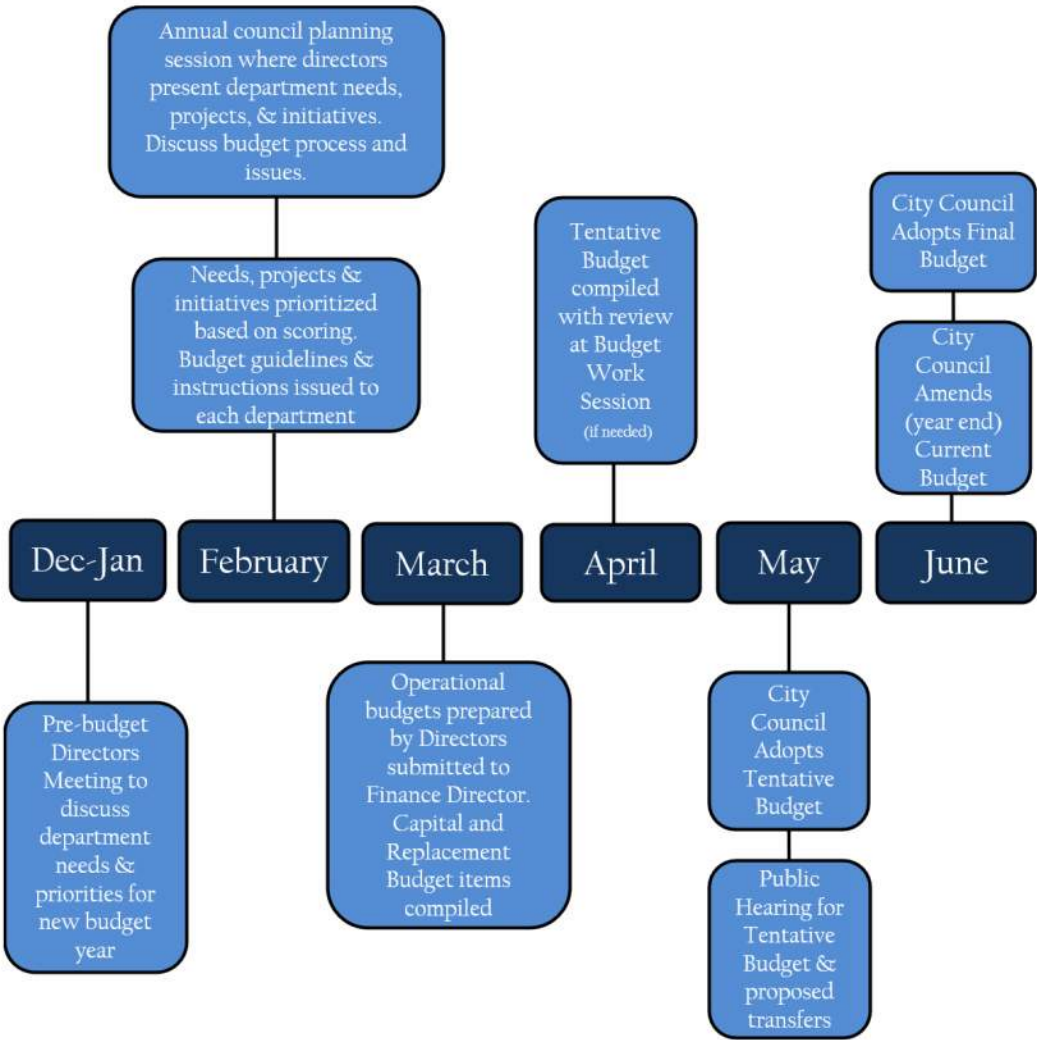 Annual council planning
session where directors
present department needs,
projects, & initiatives.
Discuss budget process and
issues.
Needs, projects &
initiatives prioritized
based on scoring.
Budget guidelines &
instructions issued to
each department
Tentative
Budget
compiled
with review
at Budget
Work
Session
(if needed)
City Council
Adopts Final
Budget
City
Council
Amends
(year end)
Current
Budget
Dec-Jan
February
March
April
May
June
Pre-budget
Directors
Meeting to
discuss
department
needs &
priorities for
new budget
year
Operational
budgets prepared
by Directors
submitted to
Finance Director.
Capital and
Replacement
Budget items
compiled
City
Council
Adopts
Tentative
Budget
Public
Hearing for
Tentative
Budget &
proposed
transfers